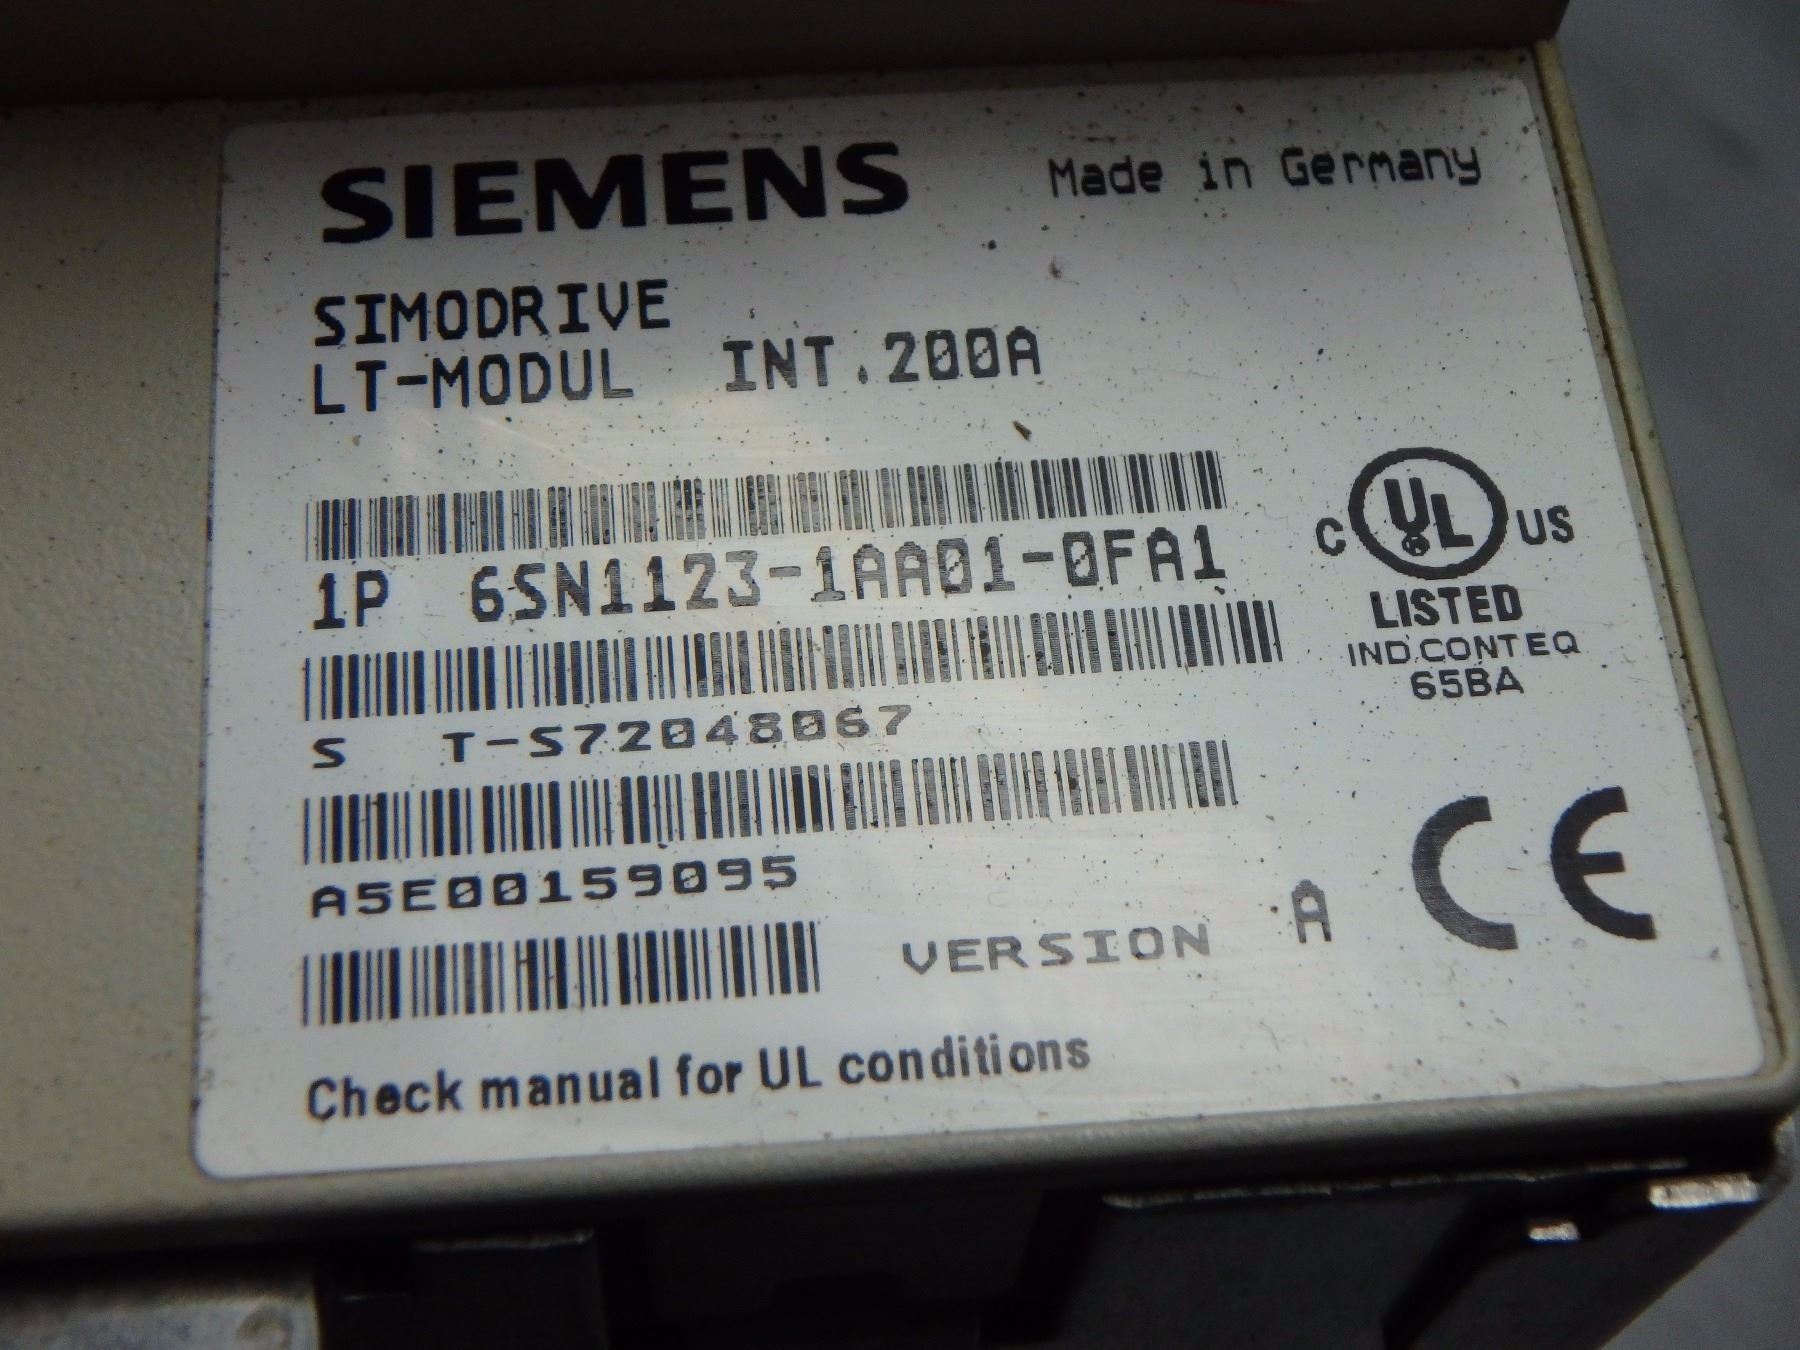 SIEMENS Made in Germany
SIMODRIVE
LT-MODUL INT.200A
1P 6SN1123-1AA01-0FA1
C UL R US
LISTED
IND.CONT.EQ
65BA
S T-S72048067
A5E00159095
VERSION A
CE
Check manual for UL conditions